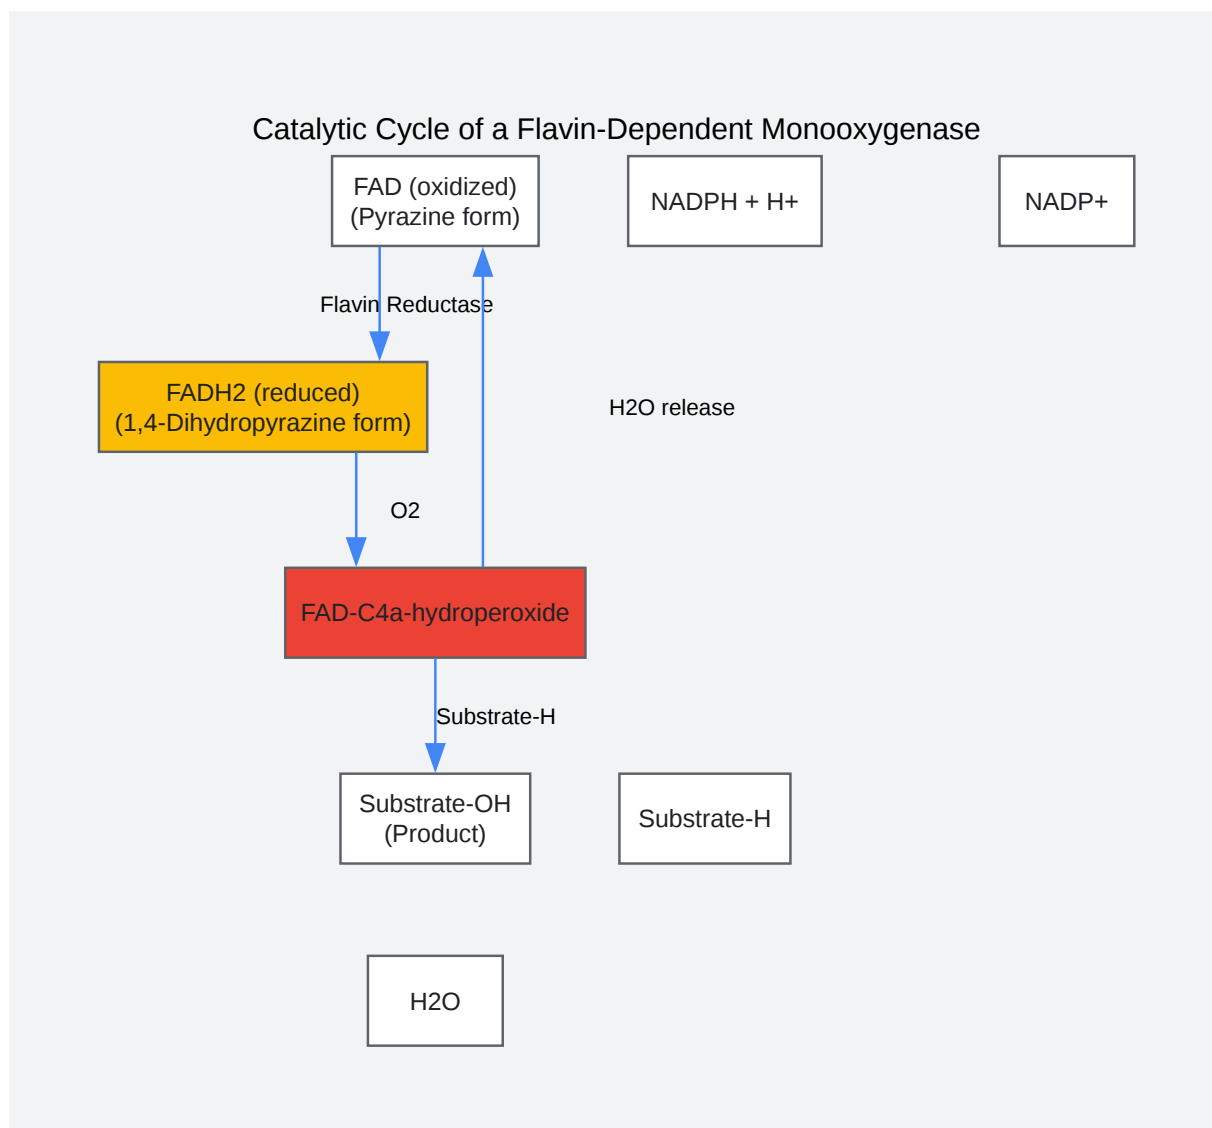 Catalytic Cycle of a Flavin-Dependent Monooxygenase
FAD (oxidized)
(Pyrazine form)
NADPH + H+
NADP+
Flavin Reductase
FADH2 (reduced)
(1,4-Dihydropyrazine form)
H2O release
O2
FAD-C4a-hydroperoxide
Substrate-H
Substrate-OH
(Product)
Substrate-H
H2O